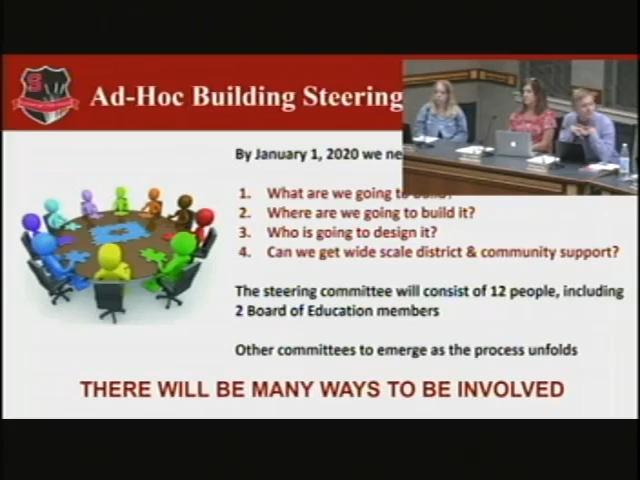 Ad-Hoc Building Steering
By January 1, 2020 we
1. What are we going to build?
2. Where are we going to build it?
3. Who is going to design it?
4. Can we get wide scale district & community support?
The steering committee will consist of 12 people, including
2 Board of Education members
Other committees to emerge as the process unfolds
THERE WILL BE MANY WAYS TO BE INVOLVED